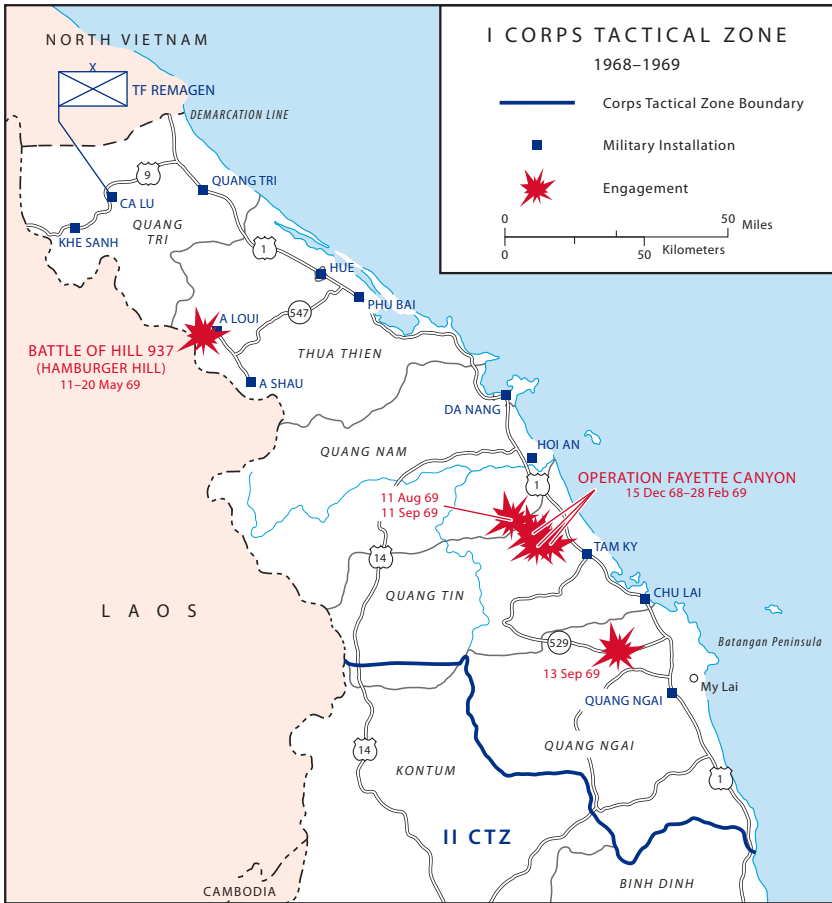 I CORPS TACTICAL ZONE
1968–1969
Corps Tactical Zone Boundary
Military Installation
Engagement
0
50
Miles
0
50
Kilometers
NORTH VIETNAM
X
TF REMAGEN
DEMARCATION LINE
9
QUANG TRI
CA LU
QUANG
TRI
KHE SANH
1
HUE
PHU BAI
547
A LOUI
BATTLE OF HILL 937
(HAMBURGER HILL)
11–20 May 69
THUA THIEN
A SHAU
DA NANG
HOI AN
QUANG NAM
1
OPERATION FAYETTE CANYON
15 Dec 68–28 Feb 69
11 Aug 69
11 Sep 69
14
TAM KY
QUANG TIN
CHU LAI
LAOS
529
Batangan Peninsula
13 Sep 69
My Lai
QUANG NGAI
14
QUANG NGAI
KONTUM
1
II CTZ
BINH DINH
CAMBODIA